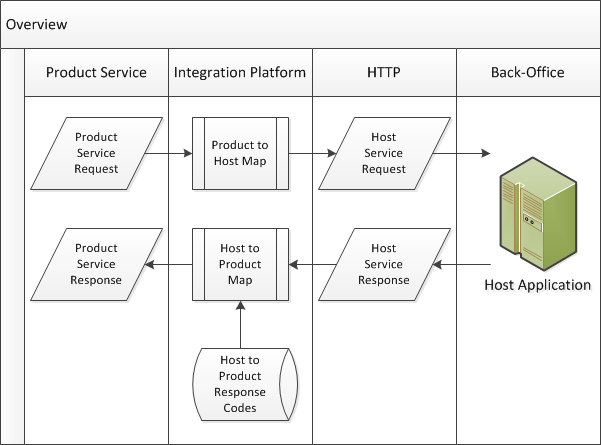 Overview
Product Service
Integration Platform
HTTP
Back-Office
Product
Service
Request
Product to
Host Map
Host
Service
Request
Product
Service
Response
Host to
Product
Map
Host
Service
Response
Host Application
Host to
Product
Response
Codes